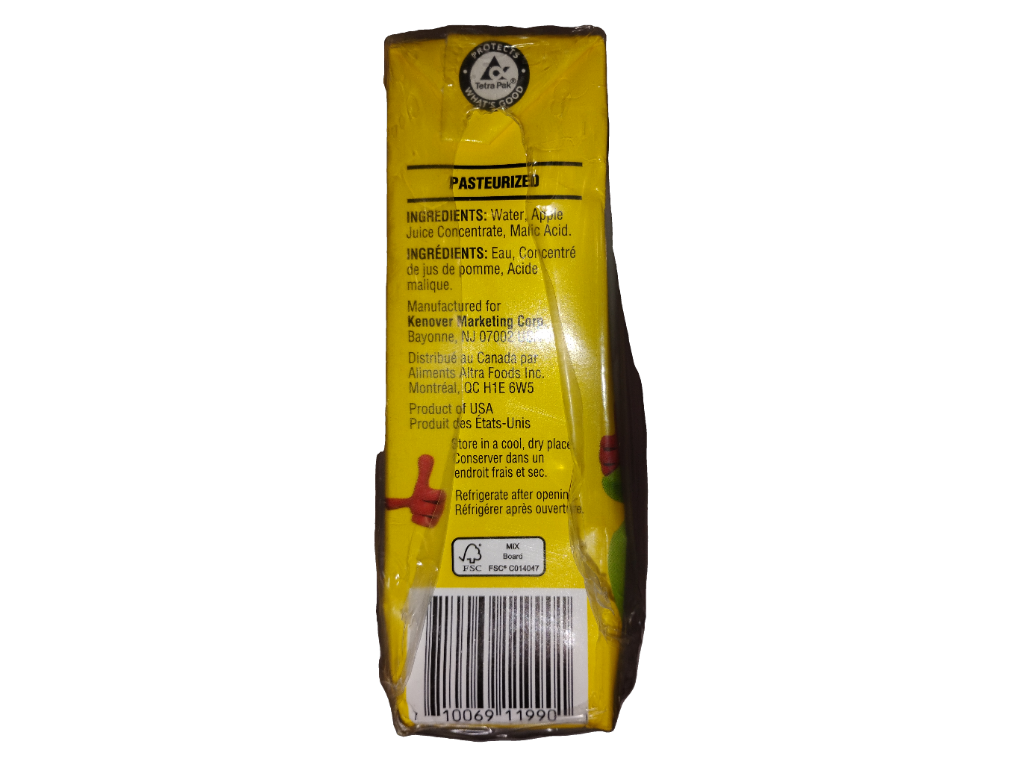 PROTECTS
Tetra Pak®
WHAT'S GOOD
PASTEURIZED
INGREDIENTS: Water, Apple
Juice Concentrate, Malic Acid.
INGRÉDIENTS: Eau, Concentré
de jus de pomme, Acide
malique.
Manufactured for
Kenover Marketing Corp.
Bayonne, NJ 07002
Distribué au Canada par
Aliments Altra Foods Inc.
Montréal, QC H1E 6W5
Product of USA
Produit des États-Unis
Store in a cool, dry place
Conserver dans un
endroit frais et sec.
Refrigerate after openin
Réfrigérer après ouverture.
MIX
Board
FSC FSC® C014047
10069 11990